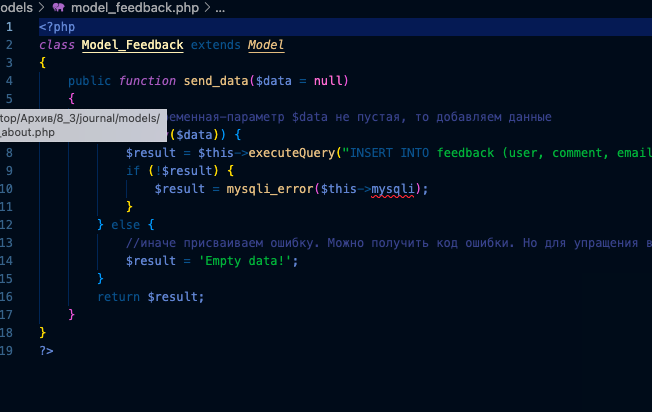 odels > model_feedback.php > ...
1 <?php
2 class Model_Feedback extends Model
3 {
4 public function send_data($data = null)
5 {
top/Архив/8_3/journal/models/
_about.php
ременная-параметр $data не пустая, то добавляем данные
($data)) {
8 $result = $this->executeQuery("INSERT INTO feedback (user, comment, email
9 if (!$result) {
10 $result = mysqli_error($this->mysqli);
11 }
12 } else {
13 //иначе присваиваем ошибку. Можно получить код ошибки. Но для упращения в
14 $result = 'Empty data!';
15 }
16 return $result;
17 }
18 }
19 ?>